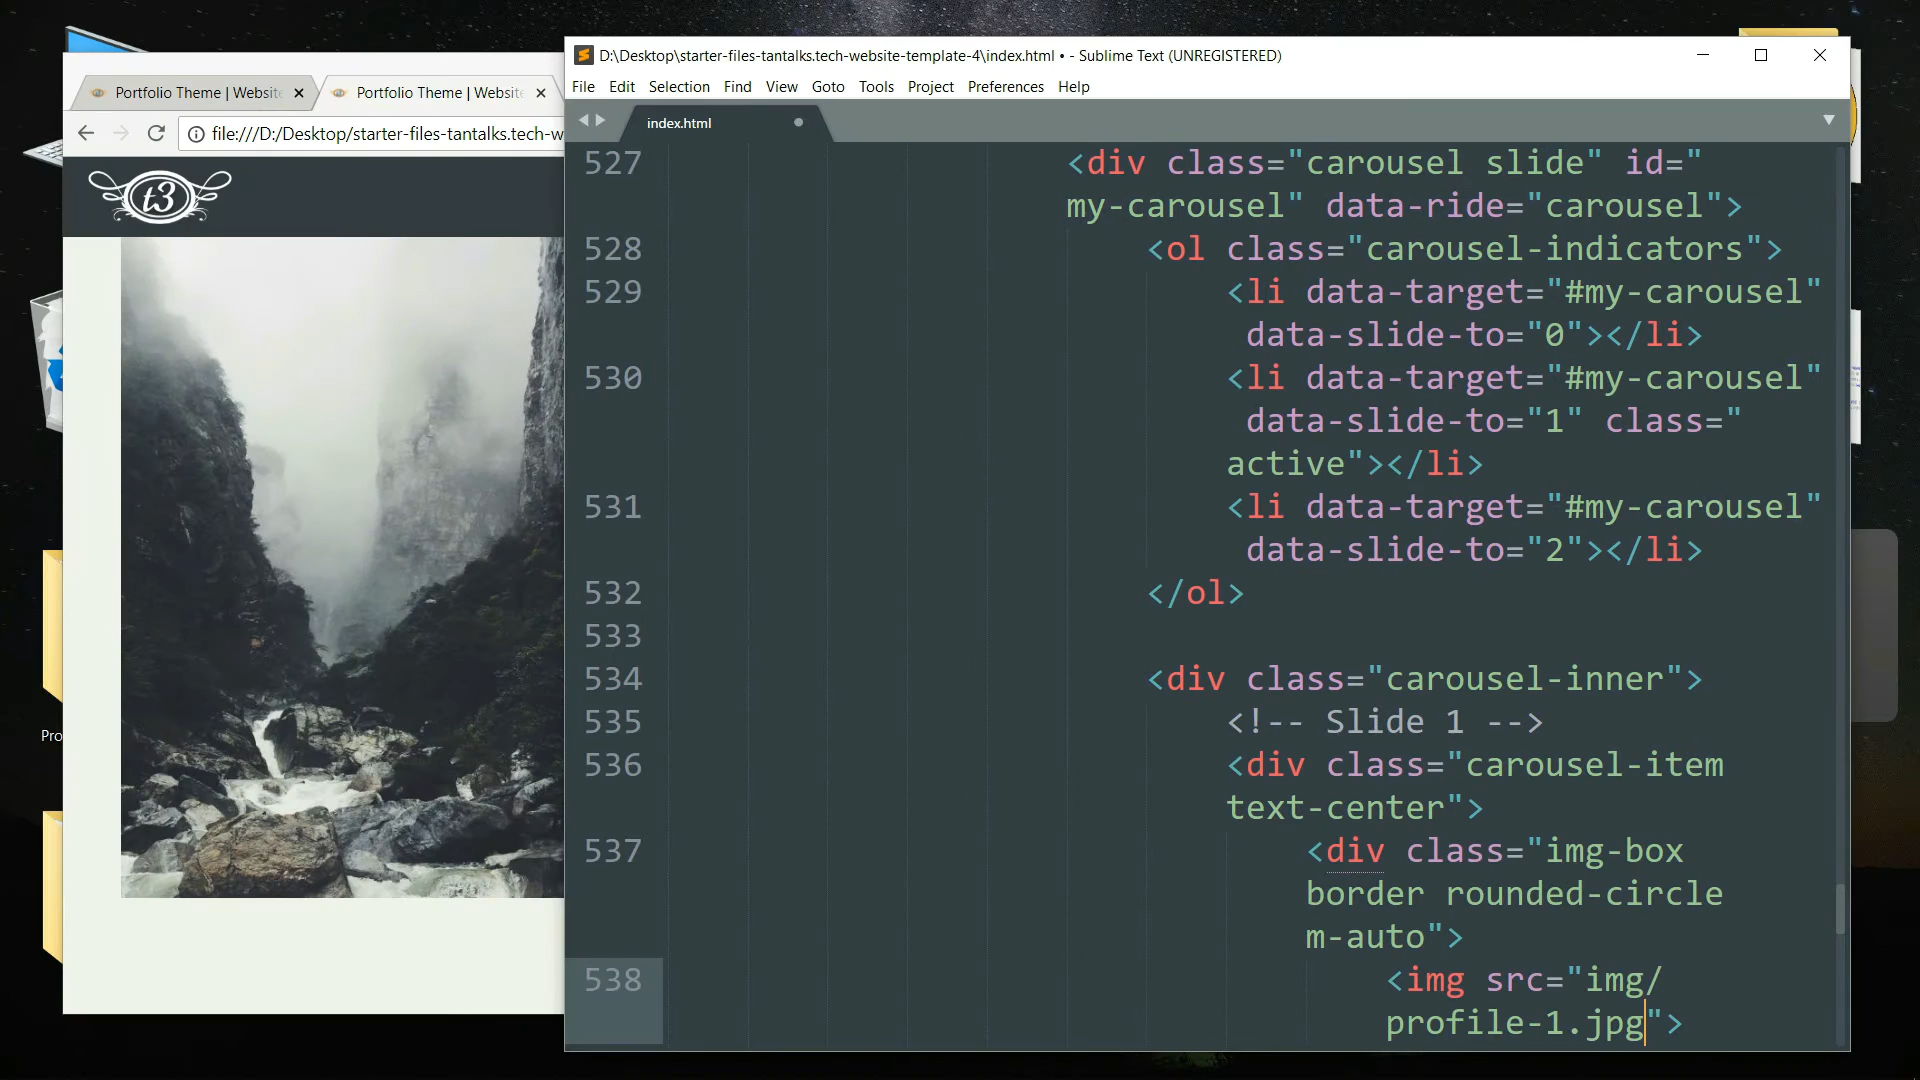 D:\Desktop\starter-files-tantalks.tech-website-template-4\index.html • - Sublime Text (UNREGISTERED)
File Edit Selection Find View Goto Tools Project Preferences Help
index.html
Portfolio Theme | Website
Portfolio Theme | Website
file:///D:/Desktop/starter-files-tantalks.tech-w
t3
Pro
527 <div class="carousel slide" id="
my-carousel" data-ride="carousel">
528 <ol class="carousel-indicators">
529 <li data-target="#my-carousel"
data-slide-to="0"></li>
530 <li data-target="#my-carousel"
data-slide-to="1" class="
active"></li>
531 <li data-target="#my-carousel"
data-slide-to="2"></li>
532 </ol>
533
534 <div class="carousel-inner">
535 <!-- Slide 1 -->
536 <div class="carousel-item
text-center">
537 <div class="img-box
border rounded-circle
m-auto">
538 <img src="img/
profile-1.jpg">